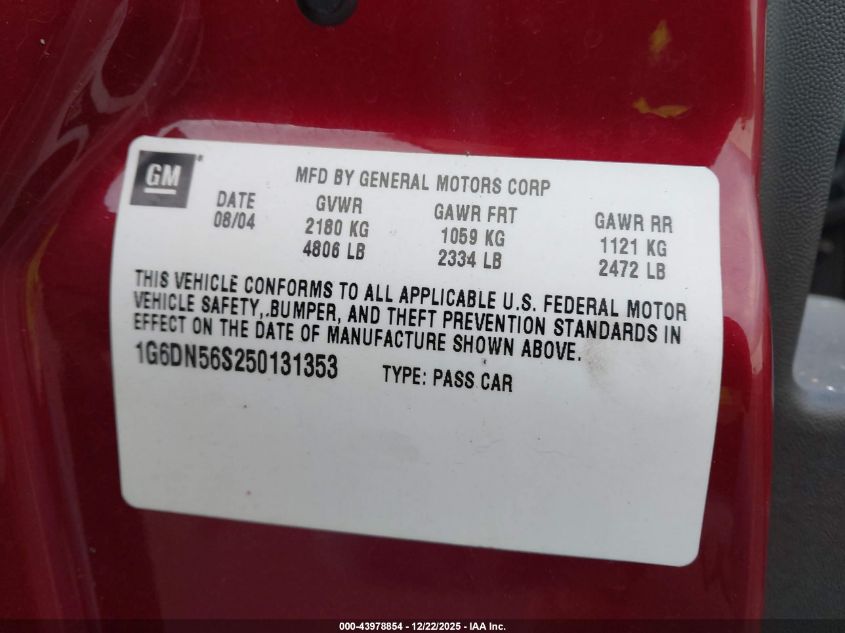 GM
MFD BY GENERAL MOTORS CORP
DATE GVWR GAWR FRT GAWR RR
08/04 2180 KG 1059 KG 1121 KG
4806 LB 2334 LB 2472 LB
THIS VEHICLE CONFORMS TO ALL APPLICABLE U.S. FEDERAL MOTOR
VEHICLE SAFETY, BUMPER, AND THEFT PREVENTION STANDARDS IN
EFFECT ON THE DATE OF MANUFACTURE SHOWN ABOVE.
1G6DN56S250131353 TYPE: PASS CAR
000-43978854 - 12/22/2025 - IAA Inc.